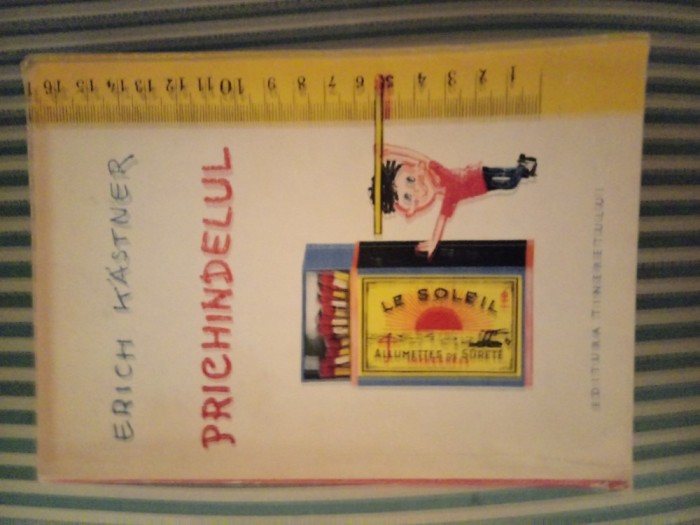 ERICH KÄSTNER
PRICHINDELUL
1 2 3 4 5 6 7 8 9 10 11 12 13 14 15 16
LE SOLEIL
ALLUMETTES DE SÛRETÉ
EDITURA TINERETULUI